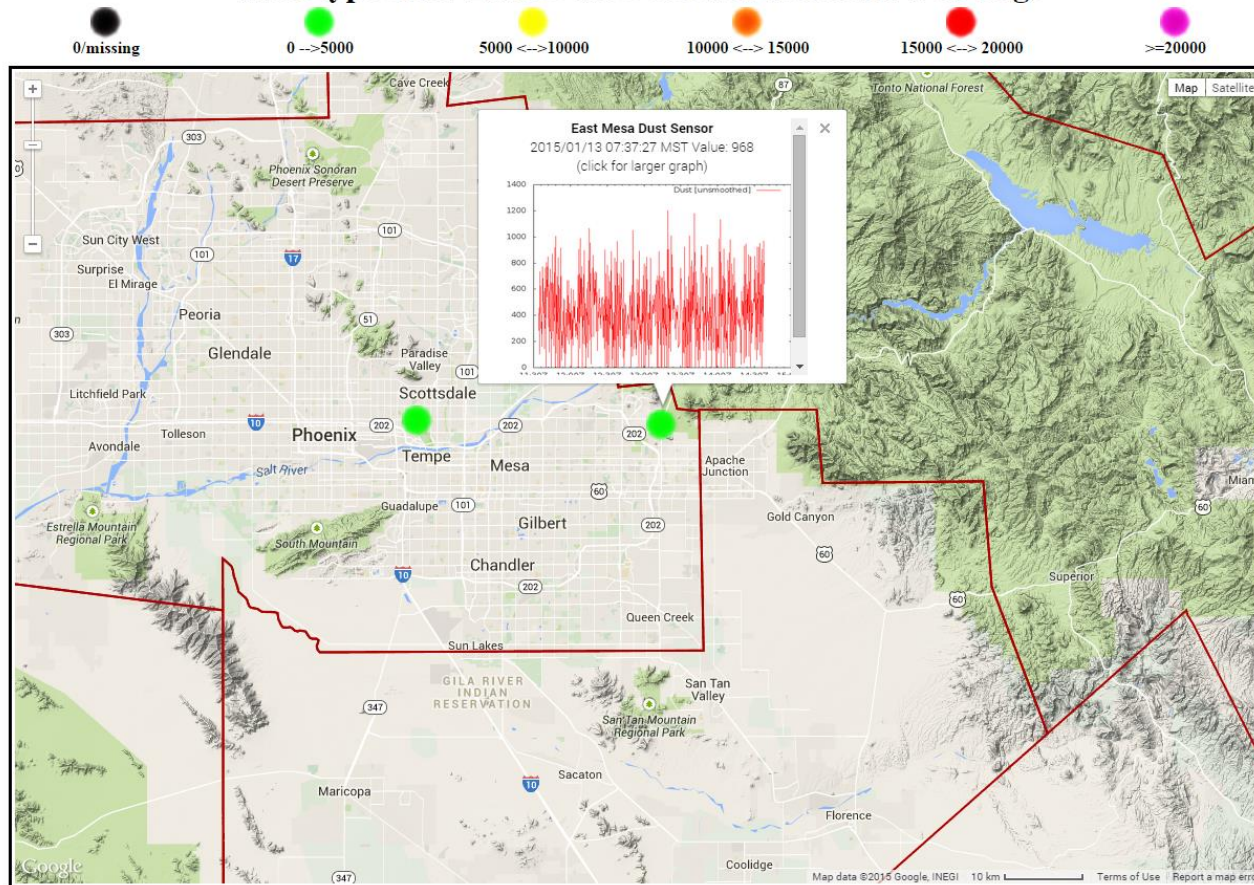 0/missing
0 -->5000
5000 <-->10000
10000 <--> 15000
15000 <--> 20000
>=20000
Cave Creek
87
Tonto National Forest
Map
Satellite
303
Phoenix Sonoran
Desert Preserve
East Mesa Dust Sensor
2015/01/13 07:37:27 MST Value: 968
(click for larger graph)
Dust [unsmoothed]
1400
1200
1000
800
600
400
200
0
Sun City West
101
101
17
Surprise
El Mirage
Peoria
303
51
Glendale
Paradise
Valley
101
Litchfield Park
Scottsdale
10
Tolleson
Phoenix
202
202
202
Avondale
Tempe
Mesa
Apache
Junction
Salt River
60
Miam
Estrella Mountain
Regional Park
Guadalupe
101
Gold Canyon
60
South Mountain
Gilbert
202
60
Chandler
10
202
Superior
60
Queen Creek
Sun Lakes
GILA RIVER
INDIAN
RESERVATION
San Tan
Valley
347
San Tan Mountain
Regional Park
Sacaton
10
Maricopa
Florence
Coolidge
347
Google
Map data ©2015 Google, INEGI
10 km
Terms of Use
Report a map erro